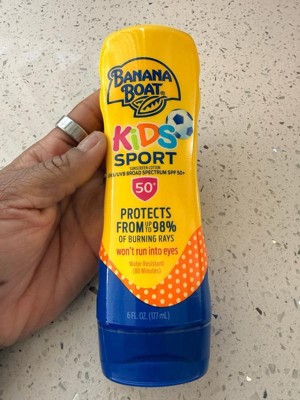 BANANA
BOAT
KiDS
SPORT
SUNSCREEN LOTION
UVA/UVB BROAD SPECTRUM SPF 50+
50+
PROTECTS
FROM UP TO 98%
OF BURNING RAYS
won't run into eyes
Water Resistant
(80 Minutes)
6 FL. OZ. (177 mL)